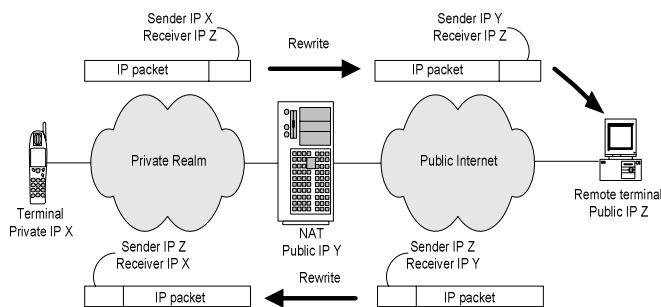 Sender IP X
Receiver IP Z
Rewrite
Sender IP Y
Receiver IP Z
IP packet
IP packet
Private Realm
Public Internet
Terminal
Private IP X
NAT
Public IP Y
Remote terminal
Public IP Z
Sender IP Z
Receiver IP X
Rewrite
Sender IP Z
Receiver IP Y
IP packet
IP packet